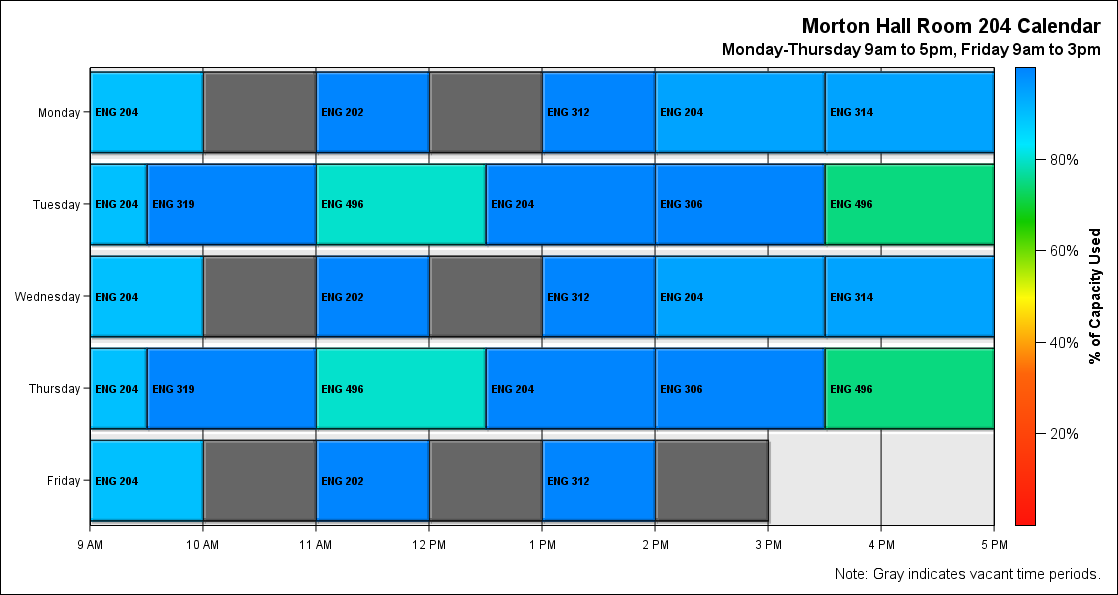 Morton Hall Room 204 Calendar
Monday-Thursday 9am to 5pm, Friday 9am to 3pm
Monday
ENG 204
ENG 202
ENG 312
ENG 204
ENG 314
Tuesday
ENG 204
ENG 319
ENG 496
ENG 204
ENG 306
ENG 496
Wednesday
ENG 204
ENG 202
ENG 312
ENG 204
ENG 314
Thursday
ENG 204
ENG 319
ENG 496
ENG 204
ENG 306
ENG 496
Friday
ENG 204
ENG 202
ENG 312
9 AM
10 AM
11 AM
12 PM
1 PM
2 PM
3 PM
4 PM
5 PM
80%
60%
40%
20%
% of Capacity Used
Note: Gray indicates vacant time periods.